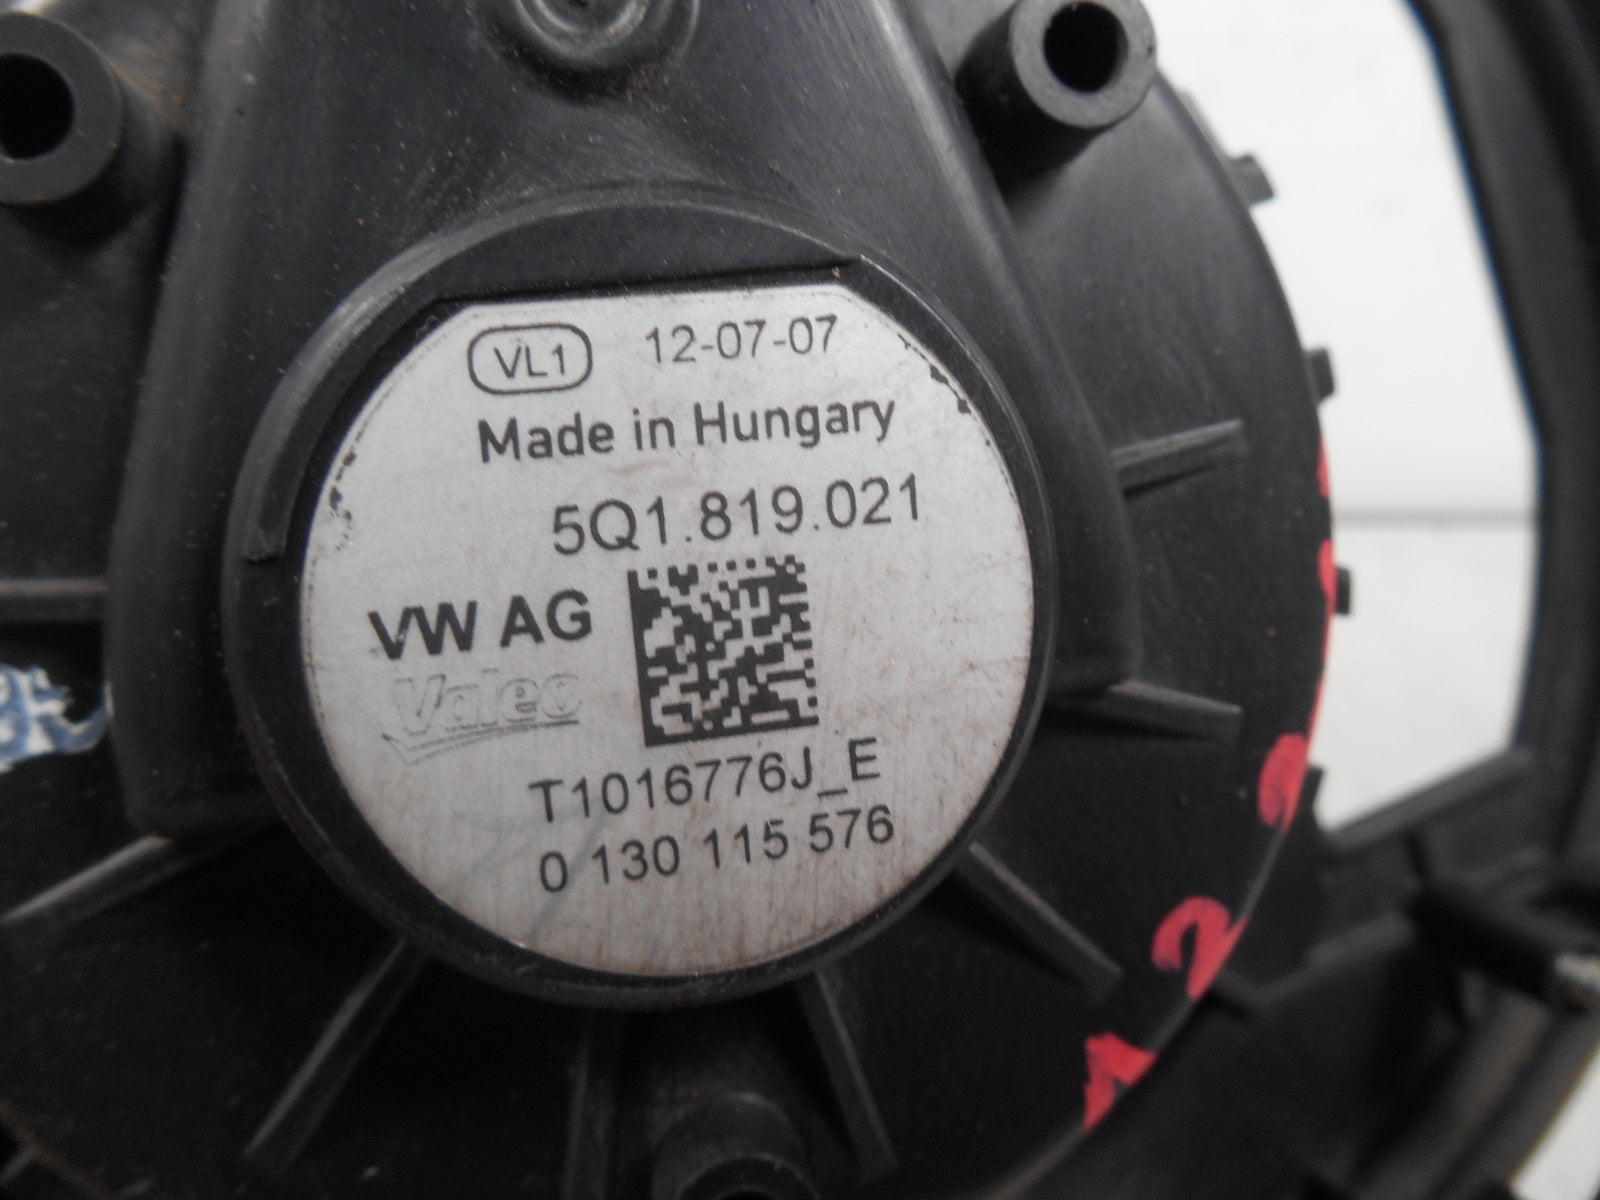 VL1 12-07-07
Made in Hungary
5Q1.819.021
VW AG
Valeo
T1016776J_E
0 130 115 576